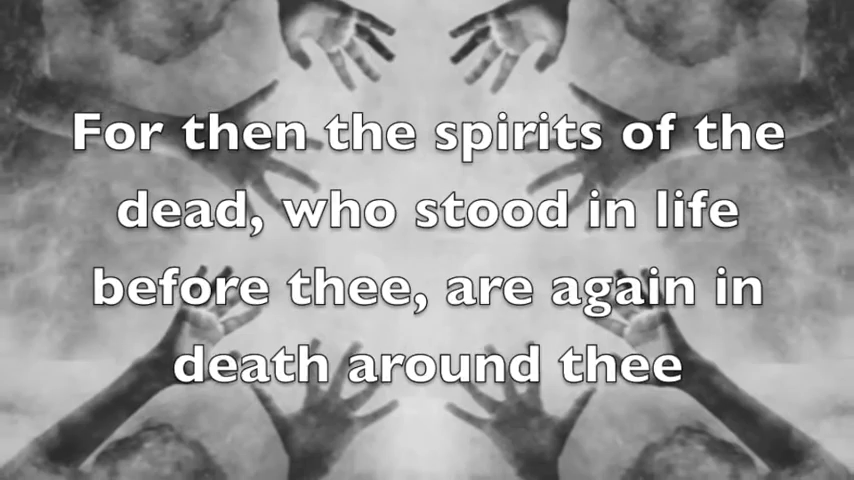 For then the spirits of the
dead, who stood in life
before thee, are again in
death around thee